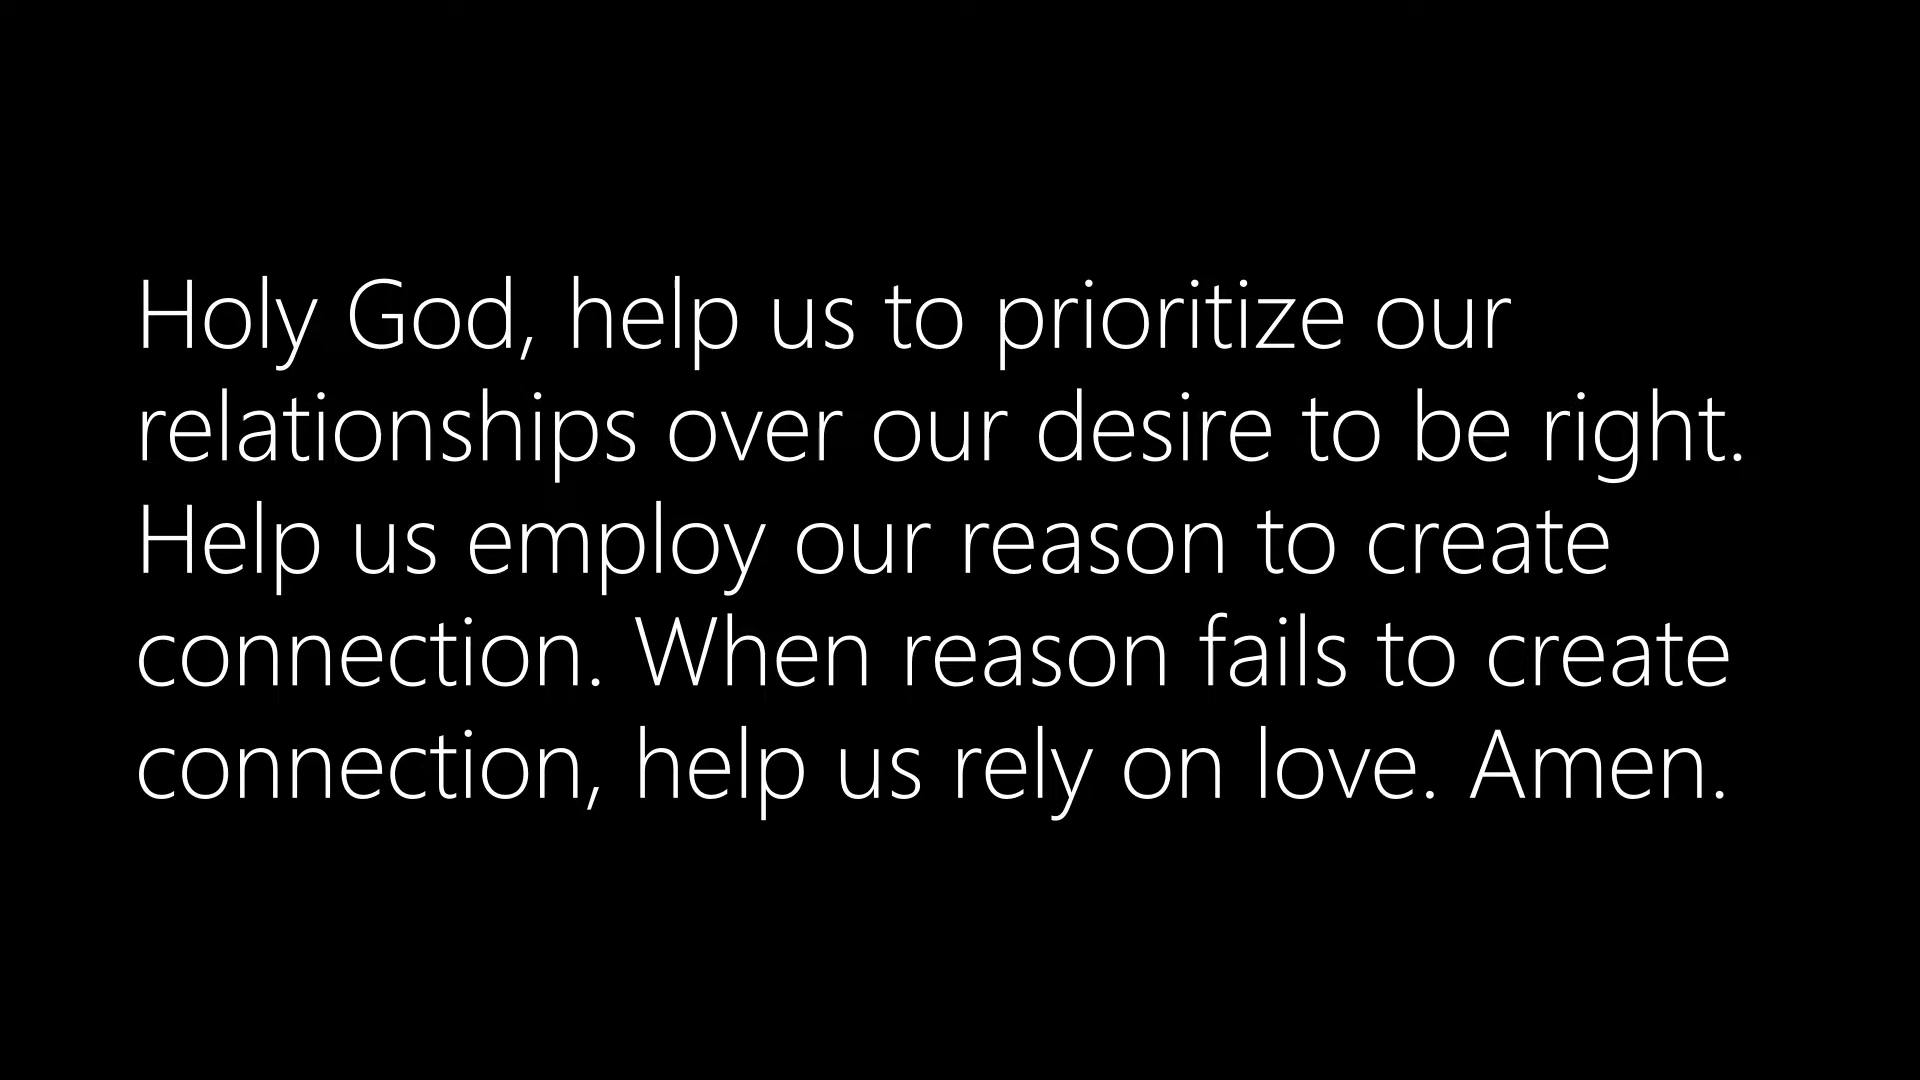 Holy God, help us to prioritize our
relationships over our desire to be right.
Help us employ our reason to create
connection. When reason fails to create
connection, help us rely on love. Amen.